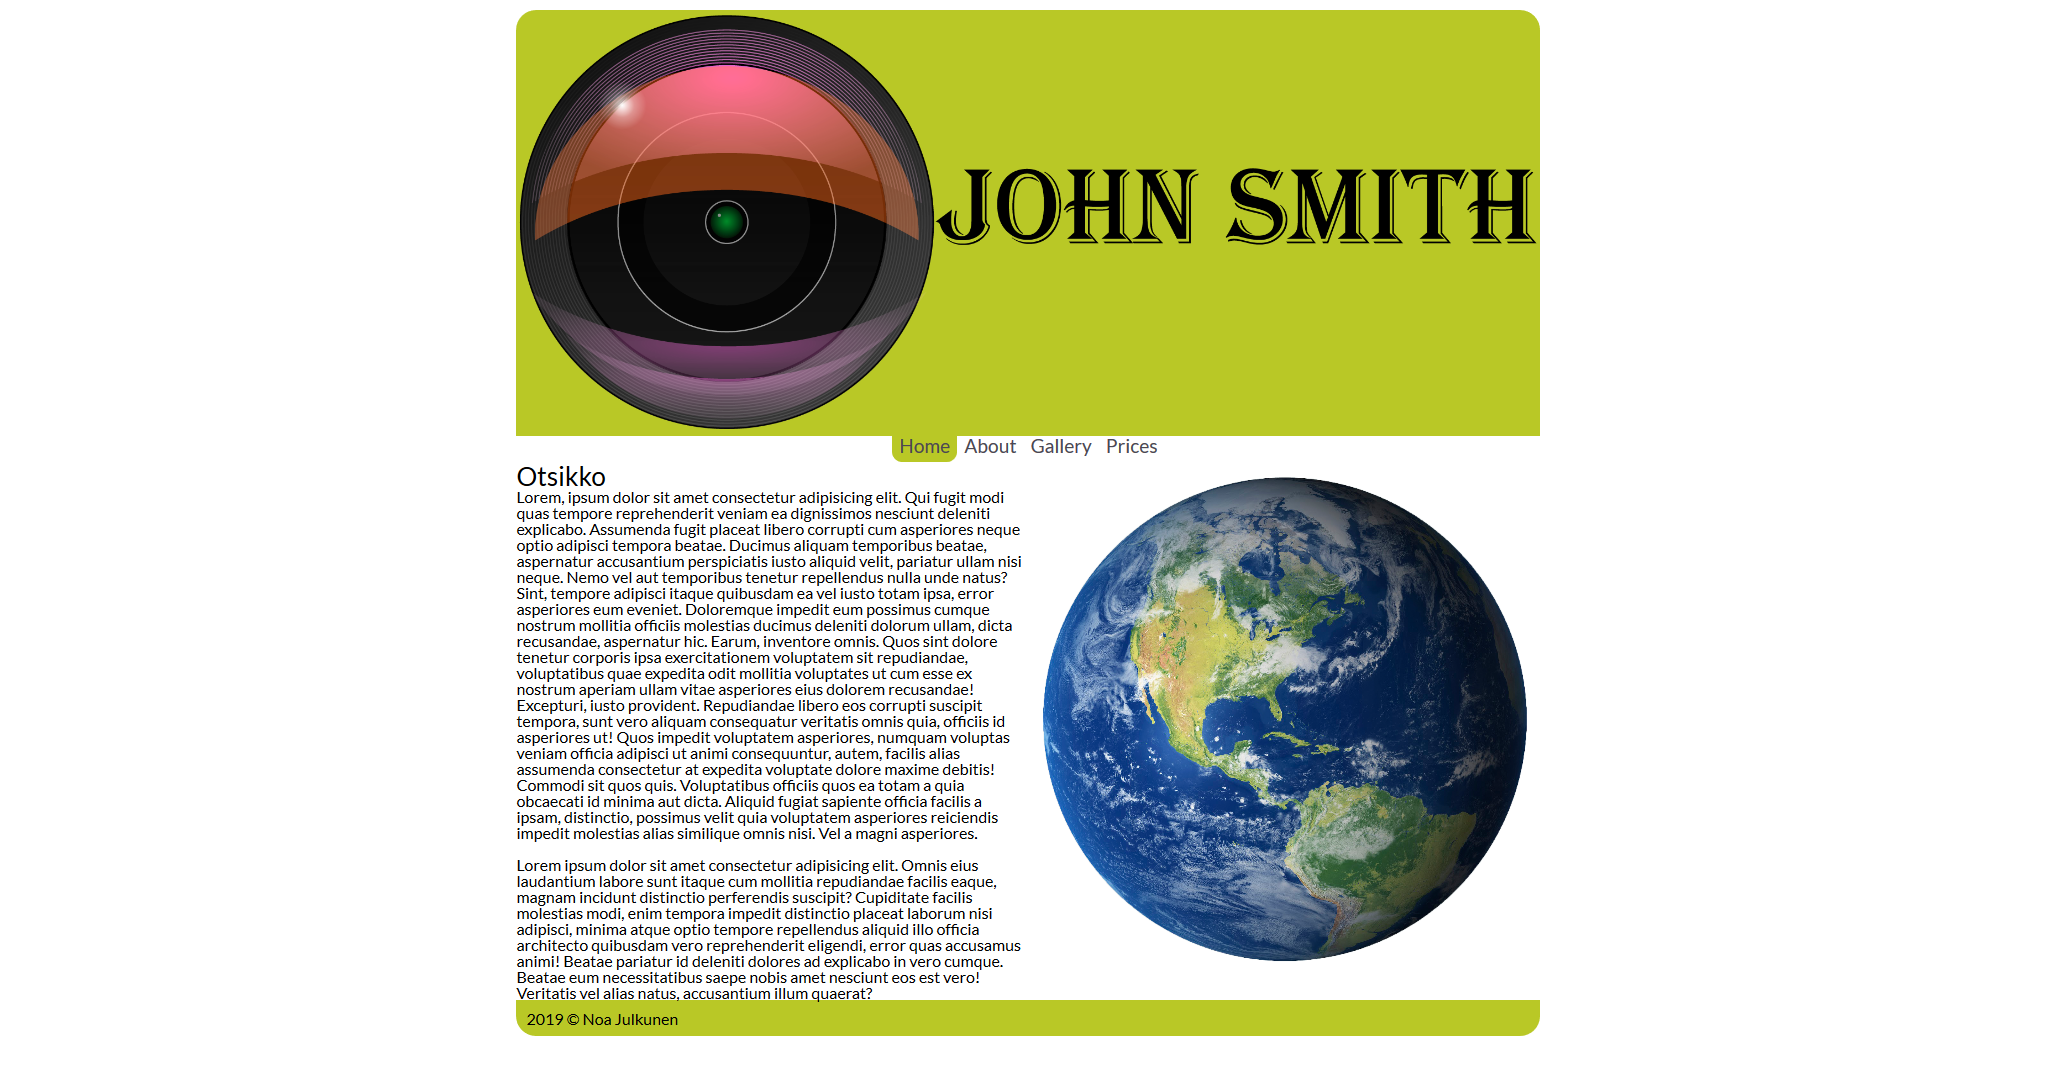 JOHN SMITH
Home About Gallery Prices
Otsikko
Lorem, ipsum dolor sit amet consectetur adipisicing elit. Qui fugit modi
quas tempore reprehenderit veniam ea dignissimos nesciunt deleniti
explicabo. Assumenda fugit placeat libero corrupti cum asperiores neque
optio adipisci tempora beatae. Ducimus aliquam temporibus beatae,
aspernatur accusantium perspiciatis iusto aliquid velit, pariatur ullam nisi
neque. Nemo vel aut temporibus tenetur repellendus nulla unde natus?
Sint, tempore adipisci itaque quibusdam ea vel iusto totam ipsa, error
asperiores eum eveniet. Doloremque impedit eum possimus cumque
nostrum mollitia officiis molestias ducimus deleniti dolorum ullam, dicta
recusandae, aspernatur hic. Earum, inventore omnis. Quos sint dolore
tenetur corporis ipsa exercitationem voluptatem sit repudiandae,
voluptatibus quae expedita odit mollitia voluptates ut cum esse ex
nostrum aperiam ullam vitae asperiores eius dolorem recusandae!
Excepturi, iusto provident. Repudiandae libero eos corrupti suscipit
tempora, sunt vero aliquam consequatur veritatis omnis quia, officiis id
asperiores ut! Quos impedit voluptatem asperiores, numquam voluptas
veniam officia adipisci ut animi consequuntur, autem, facilis alias
assumenda consectetur at expedita voluptate dolore maxime debitis!
Commodi sit quos quis. Voluptatibus officiis quos ea totam a quia
obcaecati id minima aut dicta. Aliquid fugiat sapiente officia facilis a
ipsam, distinctio, possimus velit quia voluptatem asperiores reiciendis
impedit molestias alias similique omnis nisi. Vel a magni asperiores.
Lorem ipsum dolor sit amet consectetur adipisicing elit. Omnis eius
laudantium labore sunt itaque cum mollitia repudiandae facilis eaque,
magnam incidunt distinctio perferendis suscipit? Cupiditate facilis
molestias modi, enim tempora impedit distinctio placeat laborum nisi
adipisci, minima atque optio tempore repellendus aliquid illo officia
architecto quibusdam vero reprehenderit eligendi, error quas accusamus
animi! Beatae pariatur id deleniti dolores ad explicabo in vero cumque.
Beatae eum necessitatibus saepe nobis amet nesciunt eos est vero!
Veritatis vel alias natus, accusantium illum quaerat?
2019 © Noa Julkunen